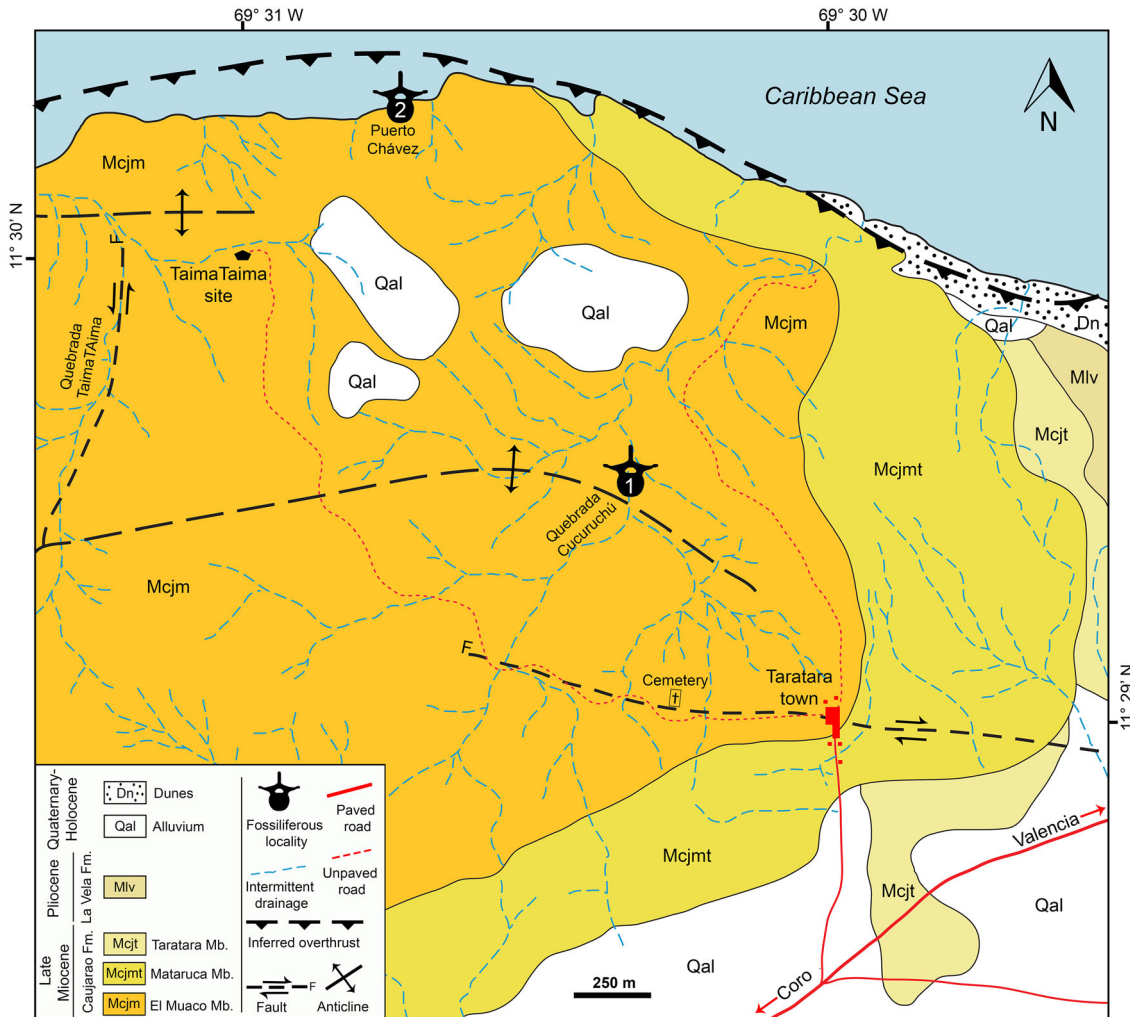 69° 31 W
69° 30 W
Caribbean Sea
N
2
Puerto
Chávez
Mcjm
11° 30' N
F
TaimaTaima
site
Quebrada
TaimaTAima
Qal
Qal
Qal
Mcjm
Qal
Dn
Mlv
Mcjt
Mcjmt
1
Quebrada
Cucuruchú
Mcjm
F
Cemetery
Taratara
town
11° 29' N
Mcjmt
Valencia
Mcjt
Qal
Qal
Coro
250 m
Quaternary-
Holocene
Dn
Dunes
Qal
Alluvium
Pliocene
La Vela Fm.
Mlv
Late
Miocene
Caujarao Fm.
Mcjt
Taratara Mb.
Mcjmt
Mataruca Mb.
Mcjm
El Muaco Mb.
Fossiliferous
locality
Paved
road
Intermittent
drainage
Unpaved
road
Inferred overthrust
F
Fault
Anticline